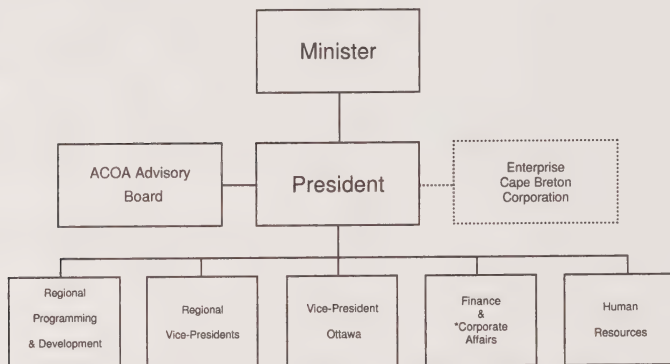 Minister
ACOA Advisory
Board
President
Enterprise
Cape Breton
Corporation
Regional
Programming
& Development
Regional
Vice-Presidents
Vice-President
Ottawa
Finance
&
*Corporate
Affairs
Human
Resources